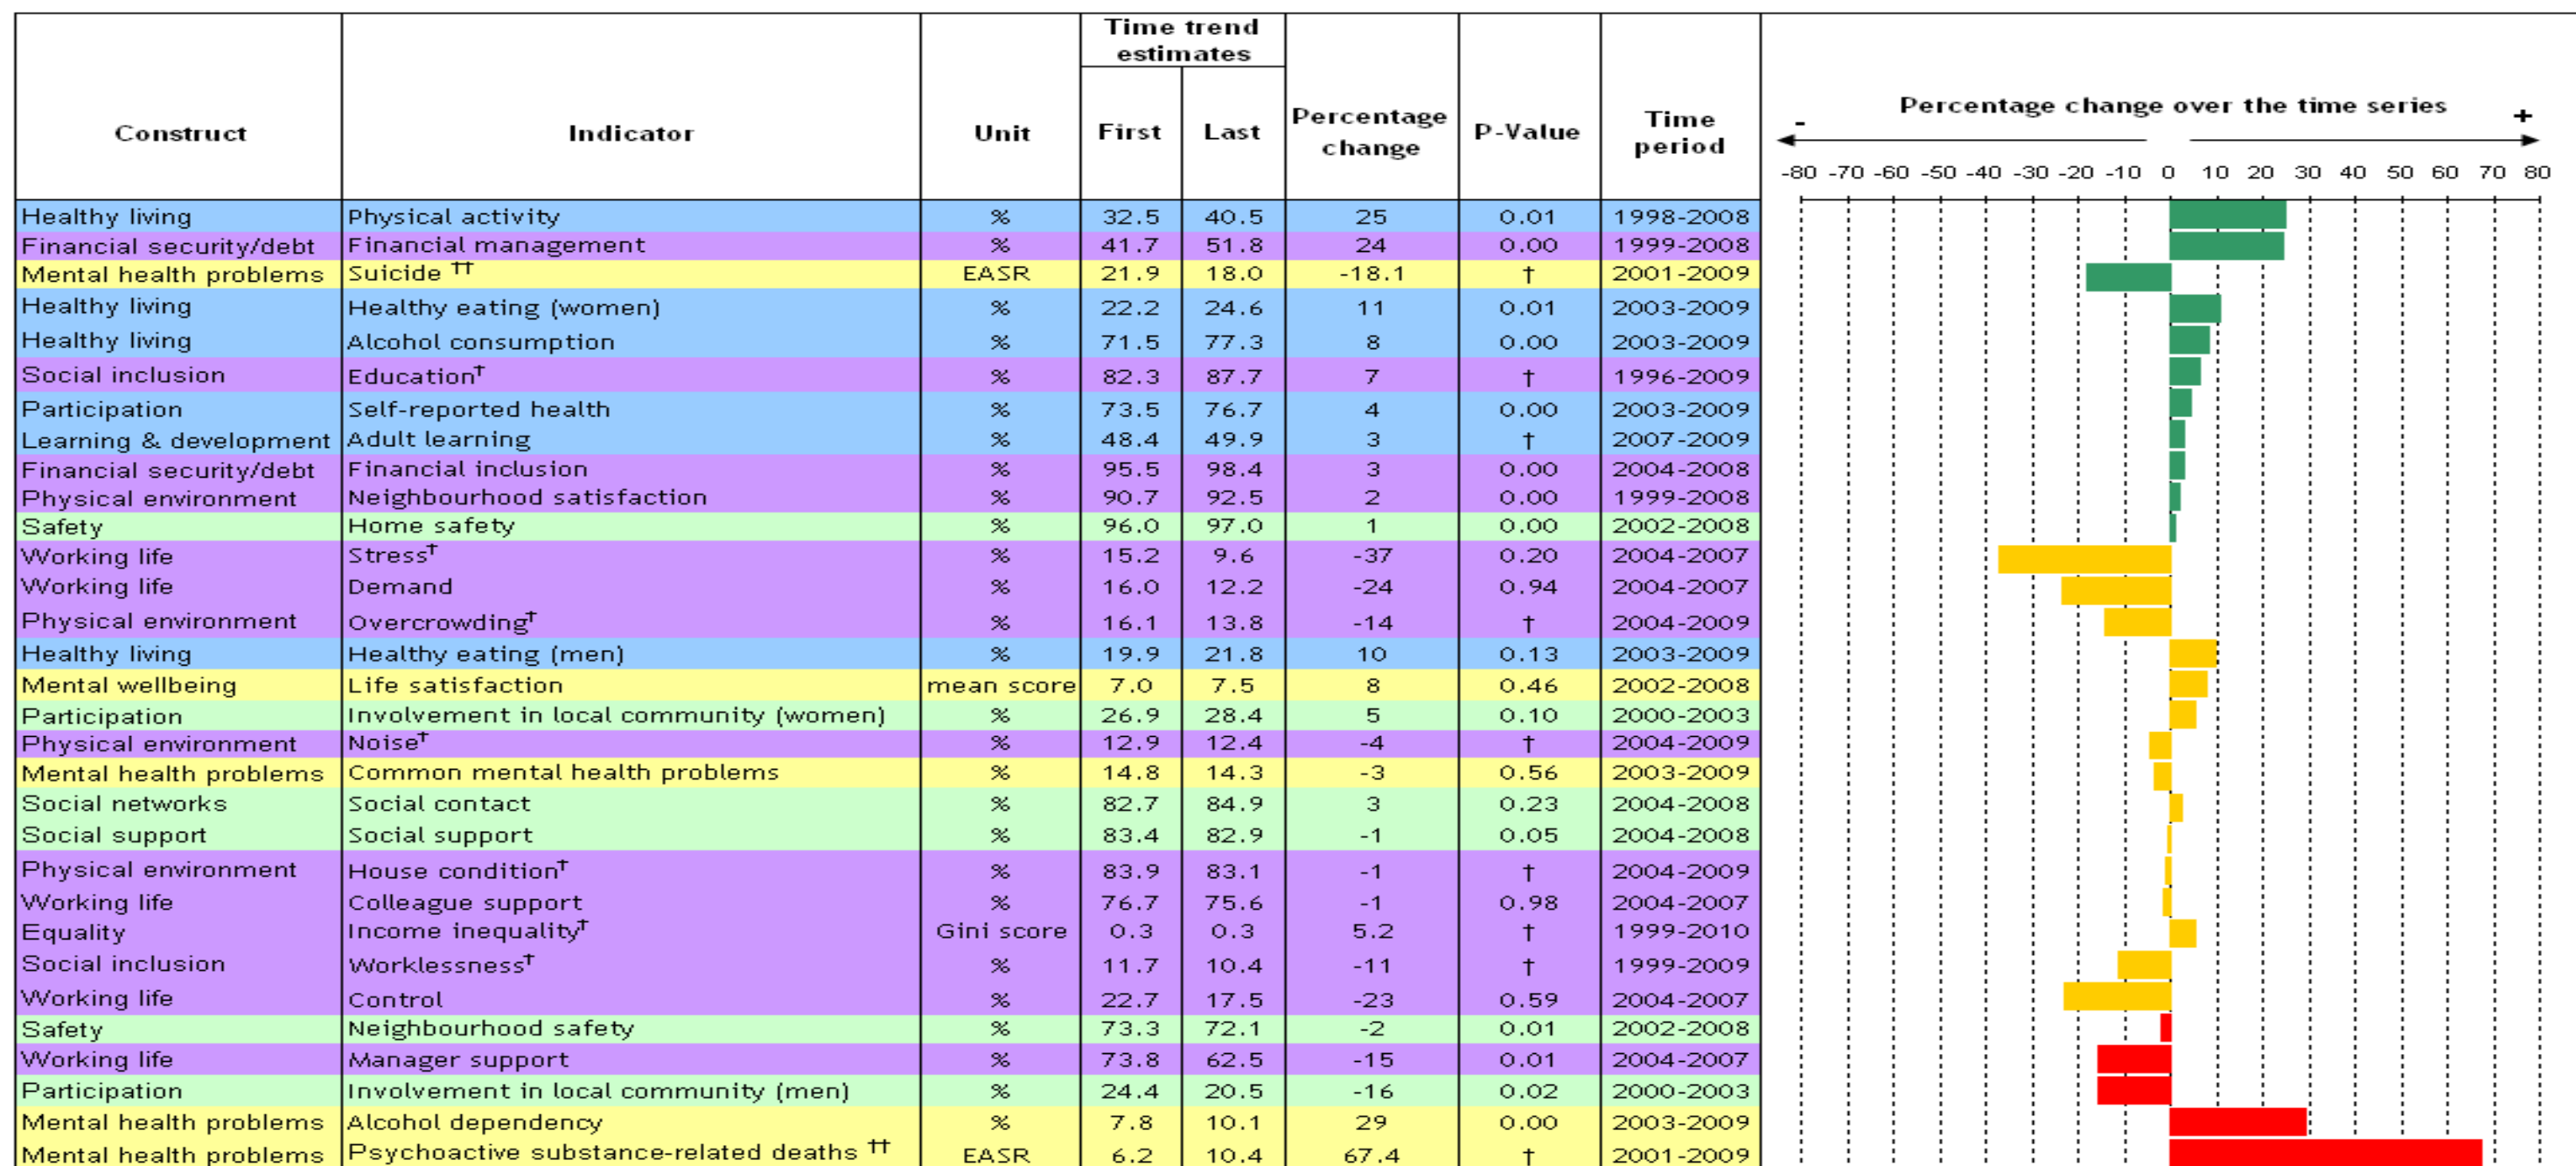 Time trend estimates
Construct Indicator Unit First Last Percentage change P-Value Time period Percentage change over the time series
- +
-80 -70 -60 -50 -40 -30 -20 -10 0 10 20 30 40 50 60 70 80
Healthy living Physical activity % 32.5 40.5 25 0.01 1998-2008
Financial security/debt Financial management % 41.7 51.8 24 0.00 1999-2008
Mental health problems Suicide †† EASR 21.9 18.0 -18.1 † 2001-2009
Healthy living Healthy eating (women) % 22.2 24.6 11 0.01 2003-2009
Healthy living Alcohol consumption % 71.5 77.3 8 0.00 2003-2009
Social inclusion Education† % 82.3 87.7 7 † 1996-2009
Participation Self-reported health % 73.5 76.7 4 0.00 2003-2009
Learning & development Adult learning % 48.4 49.9 3 † 2007-2009
Financial security/debt Financial inclusion % 95.5 98.4 3 0.00 2004-2008
Physical environment Neighbourhood satisfaction % 90.7 92.5 2 0.00 1999-2008
Safety Home safety % 96.0 97.0 1 0.00 2002-2008
Working life Stress† % 15.2 9.6 -37 0.20 2004-2007
Working life Demand % 16.0 12.2 -24 0.94 2004-2007
Physical environment Overcrowding† % 16.1 13.8 -14 † 2004-2009
Healthy living Healthy eating (men) % 19.9 21.8 10 0.13 2003-2009
Mental wellbeing Life satisfaction mean score 7.0 7.5 8 0.46 2002-2008
Participation Involvement in local community (women) % 26.9 28.4 5 0.10 2000-2003
Physical environment Noise† % 12.9 12.4 -4 † 2004-2009
Mental health problems Common mental health problems % 14.8 14.3 -3 0.56 2003-2009
Social networks Social contact % 82.7 84.9 3 0.23 2004-2008
Social support Social support % 83.4 82.9 -1 0.05 2004-2008
Physical environment House condition† % 83.9 83.1 -1 † 2004-2009
Working life Colleague support % 76.7 75.6 -1 0.98 2004-2007
Equality Income inequality† Gini score 0.3 0.3 5.2 † 1999-2010
Social inclusion Worklessness† % 11.7 10.4 -11 † 1999-2009
Working life Control % 22.7 17.5 -23 0.59 2004-2007
Safety Neighbourhood safety % 73.3 72.1 -2 0.01 2002-2008
Working life Manager support % 73.8 62.5 -15 0.01 2004-2007
Participation Involvement in local community (men) % 24.4 20.5 -16 0.02 2000-2003
Mental health problems Alcohol dependency % 7.8 10.1 29 0.00 2003-2009
Mental health problems Psychoactive substance-related deaths †† EASR 6.2 10.4 67.4 † 2001-2009